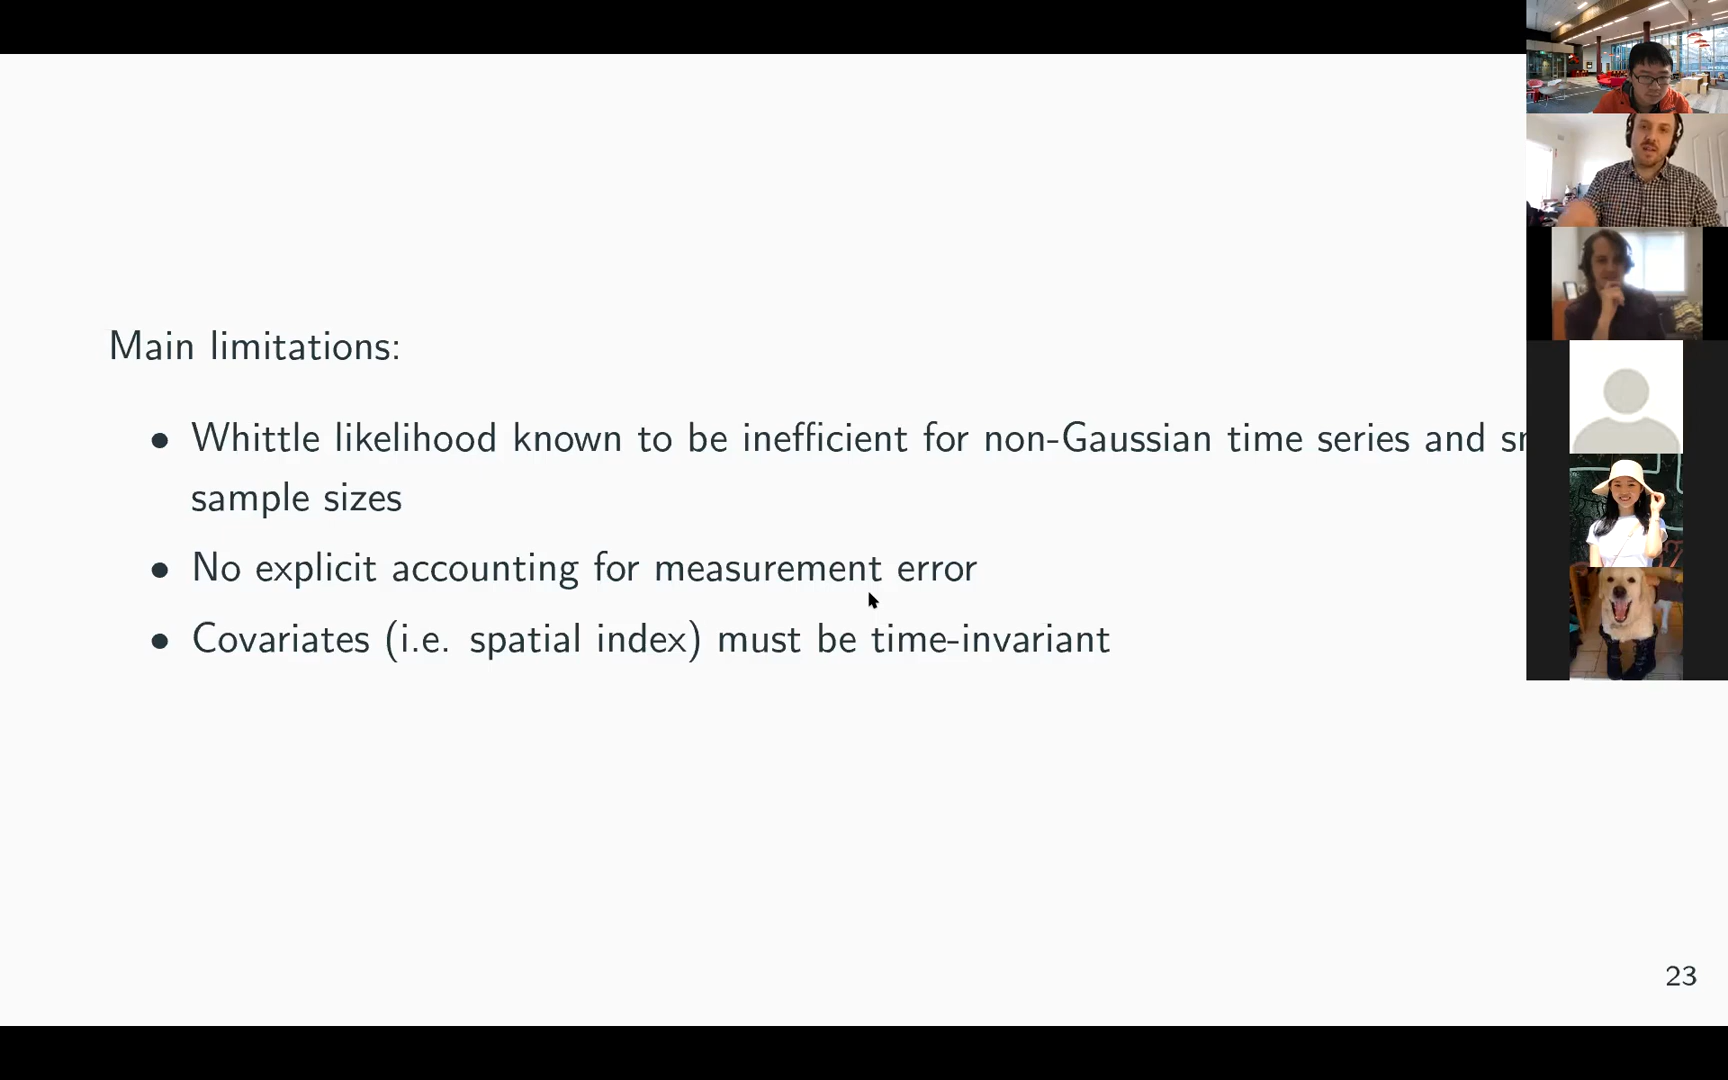 Main limitations:
• Whittle likelihood known to be inefficient for non-Gaussian time series and
sample sizes
• No explicit accounting for measurement error
• Covariates (i.e. spatial index) must be time-invariant
23